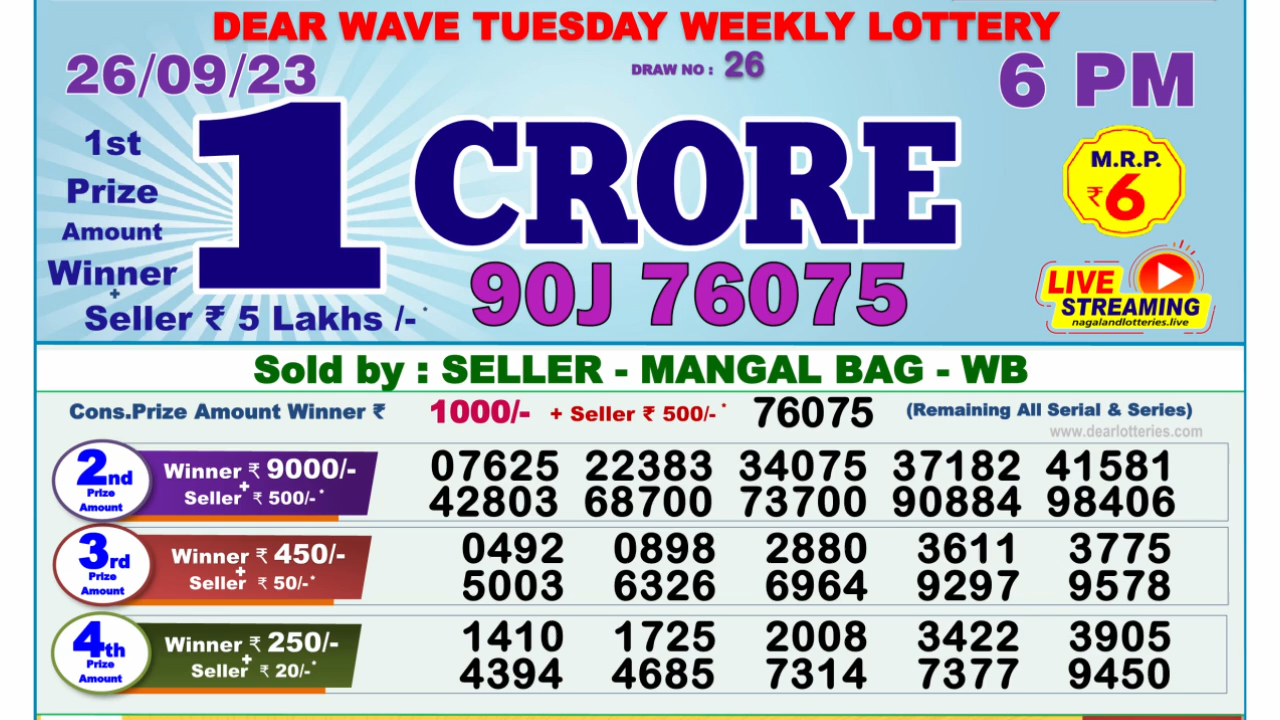 DEAR WAVE TUESDAY WEEKLY LOTTERY
26/09/23
DRAW NO : 26
6 PM
1st
Prize
Amount
Winner
+
Seller ₹ 5 Lakhs /-*
1 CRORE
90J 76075
M.R.P.
₹6
LIVE
STREAMING
nagalandlotteries.live
Sold by : SELLER - MANGAL BAG - WB
Cons.Prize Amount Winner ₹ 1000/- + Seller ₹ 500/-* 76075 (Remaining All Serial & Series)
www.dearlotteries.com
2nd
Prize
Amount
Winner ₹ 9000/-
+
Seller ₹ 500/-*
07625 22383 34075 37182 41581
42803 68700 73700 90884 98406
3rd
Prize
Amount
Winner ₹ 450/-
+
Seller ₹ 50/-*
0492 0898 2880 3611 3775
5003 6326 6964 9297 9578
4th
Prize
Amount
Winner ₹ 250/-
+
Seller ₹ 20/-*
1410 1725 2008 3422 3905
4394 4685 7314 7377 9450